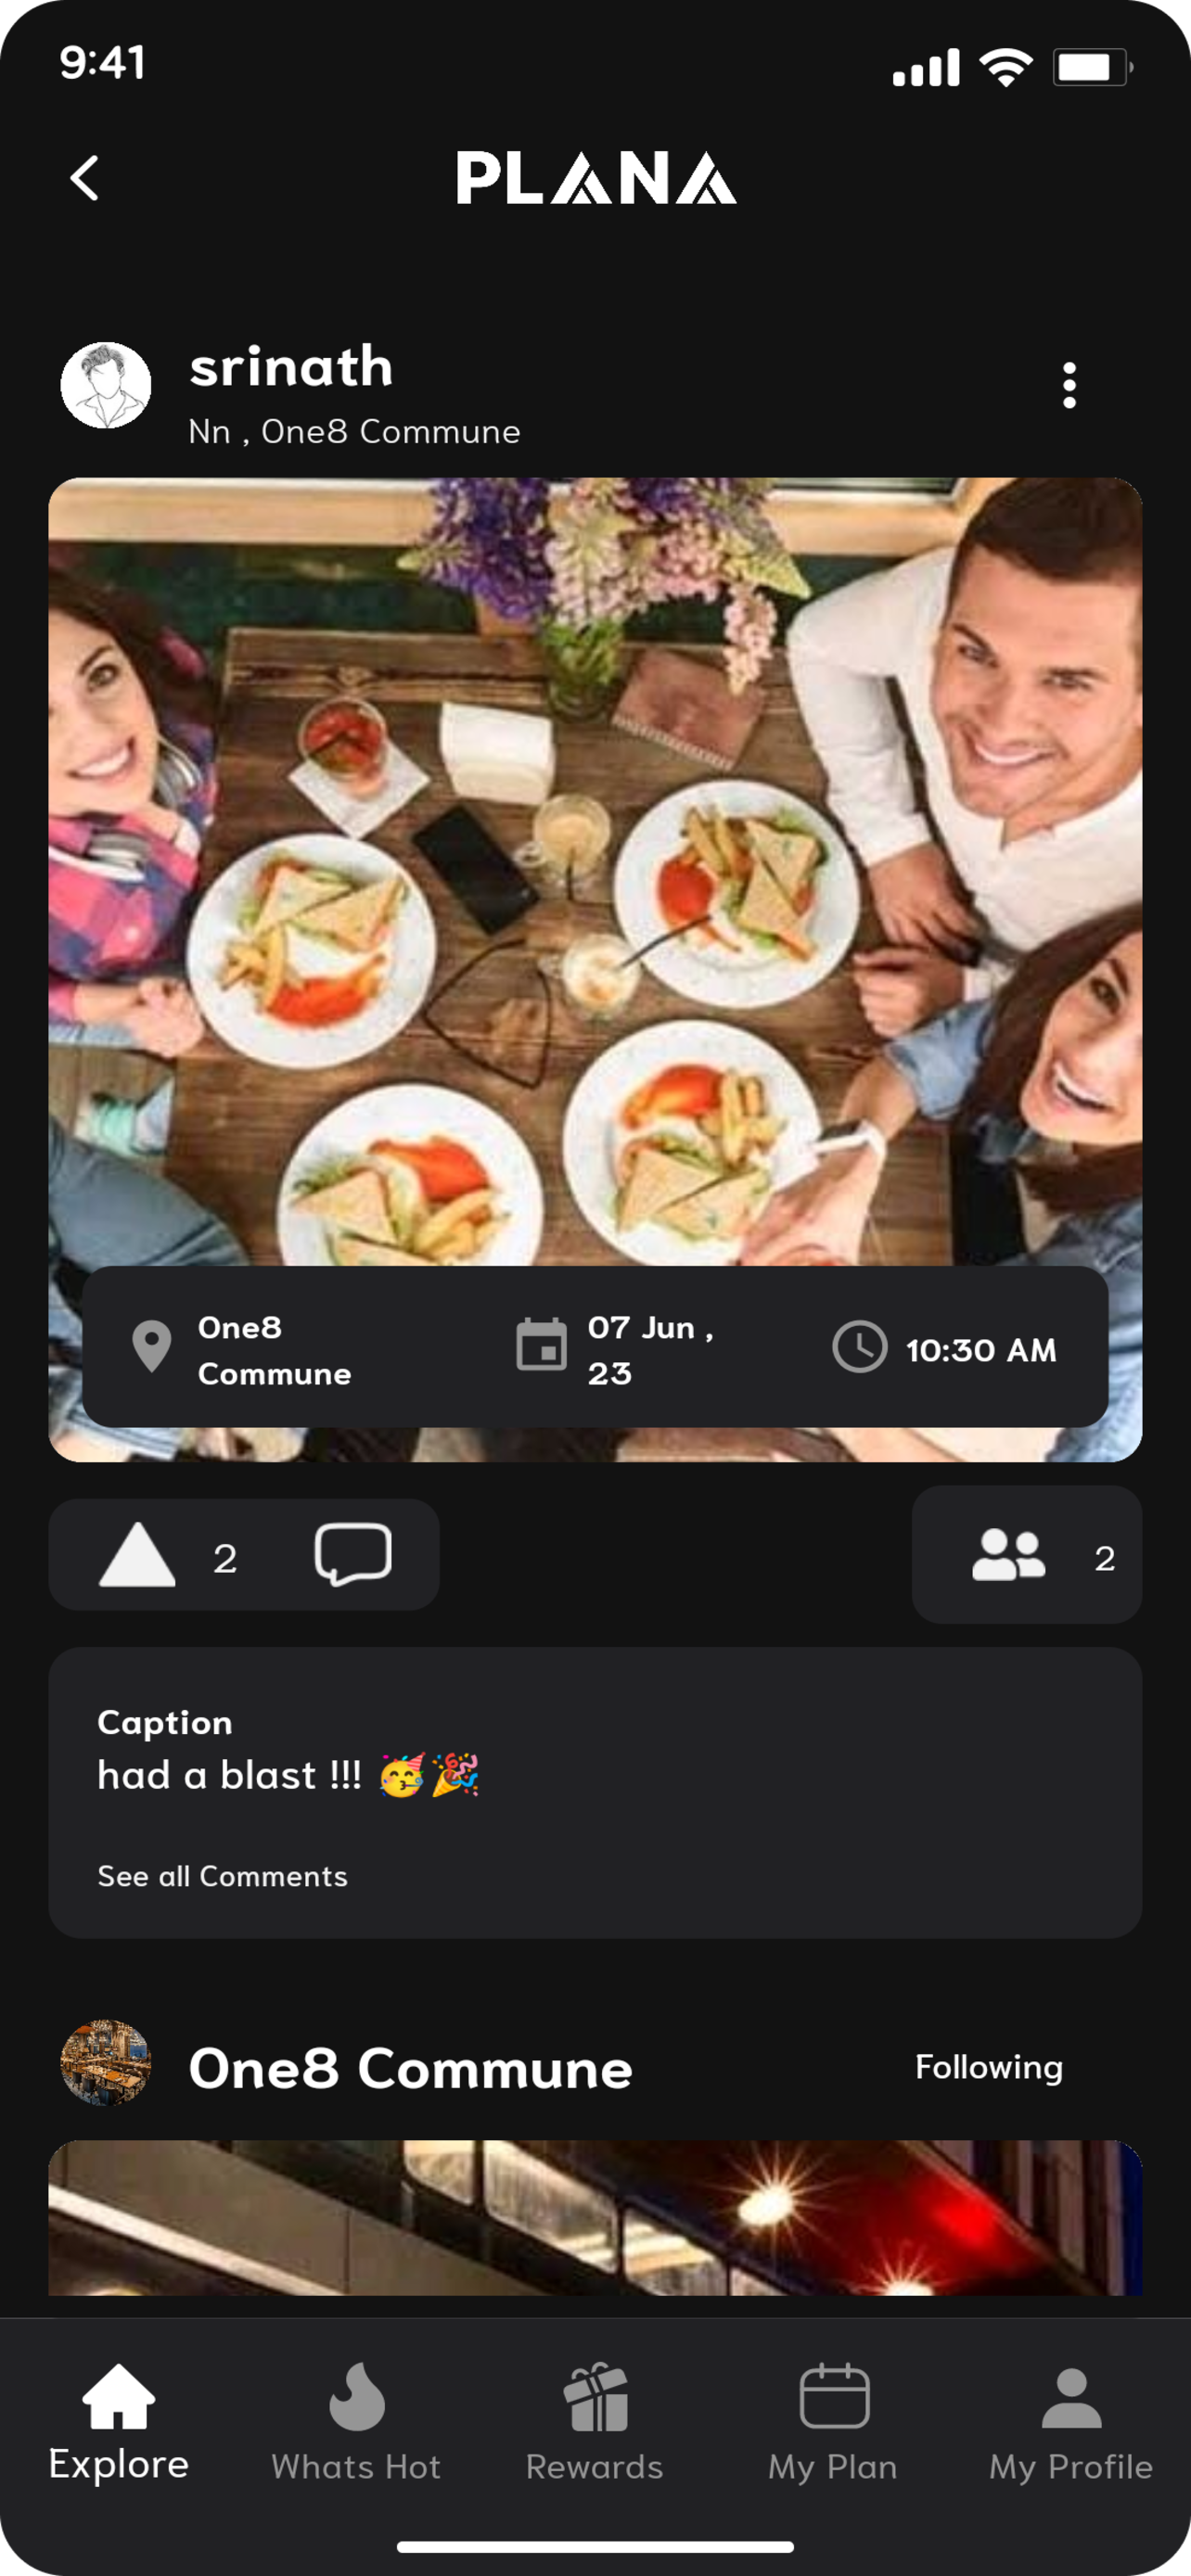 9:41
PLANA
srinath
Nn , One8 Commune
One8
Commune
07 Jun ,
23
10:30 AM
2
2
Caption
had a blast !!! 🥳🎉
See all Comments
One8 Commune
Following
Explore
Whats Hot
Rewards
My Plan
My Profile